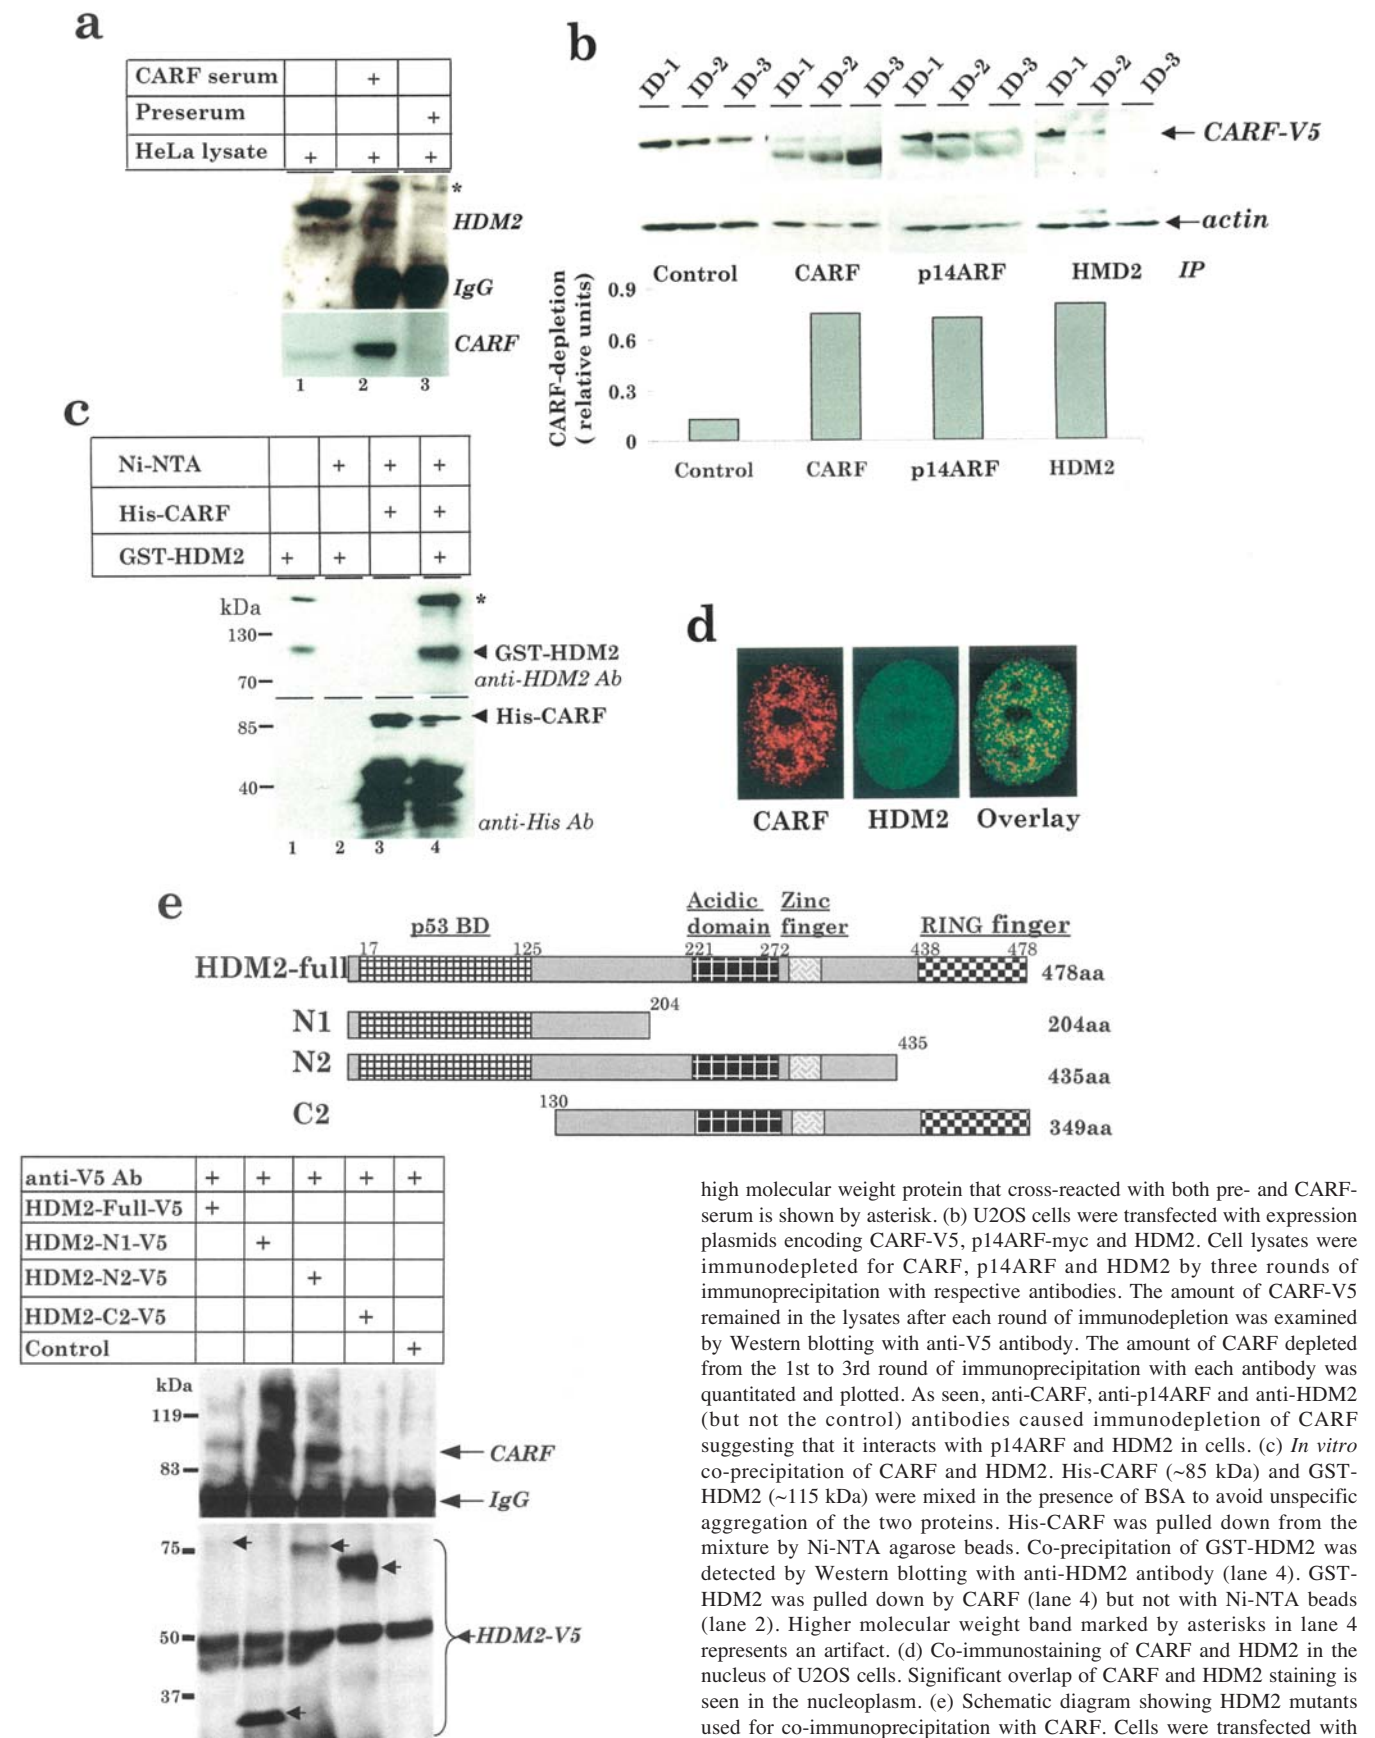 a
CARF serum +
Preserum +
HeLa lysate + + +
*
HDM2
IgG
CARF
1 2 3
b
ID-1 ID-2 ID-3 ID-1 ID-2 ID-3 ID-1 ID-2 ID-3 ID-1 ID-2 ID-3
CARF-V5
actin
Control CARF p14ARF HMD2 IP
CARF-depletion
( relative units)
0.9
0.6
0.3
0
Control CARF p14ARF HDM2
c
Ni-NTA + + +
His-CARF + +
GST-HDM2 + + +
kDa
*
130
GST-HDM2
70
anti-HDM2 Ab
His-CARF
85
40
anti-His Ab
1 2 3 4
d
CARF HDM2 Overlay
e
p53 BD
Acidic domain
Zinc finger
RING finger
17 125 221 272 438 478
HDM2-full 478aa
204
N1 204aa
435
N2 435aa
130
C2 349aa
anti-V5 Ab + + + + +
HDM2-Full-V5 +
HDM2-N1-V5 +
HDM2-N2-V5 +
HDM2-C2-V5 +
Control +
kDa
119
CARF
83
IgG
75
50
HDM2-V5
37
high molecular weight protein that cross-reacted with both pre- and CARF-
serum is shown by asterisk. (b) U2OS cells were transfected with expression
plasmids encoding CARF-V5, p14ARF-myc and HDM2. Cell lysates were
immunodepleted for CARF, p14ARF and HDM2 by three rounds of
immunoprecipitation with respective antibodies. The amount of CARF-V5
remained in the lysates after each round of immunodepletion was examined
by Western blotting with anti-V5 antibody. The amount of CARF depleted
from the 1st to 3rd round of immunoprecipitation with each antibody was
quantitated and plotted. As seen, anti-CARF, anti-p14ARF and anti-HDM2
(but not the control) antibodies caused immunodepletion of CARF
suggesting that it interacts with p14ARF and HDM2 in cells. (c) In vitro
co-precipitation of CARF and HDM2. His-CARF (~85 kDa) and GST-
HDM2 (~115 kDa) were mixed in the presence of BSA to avoid unspecific
aggregation of the two proteins. His-CARF was pulled down from the
mixture by Ni-NTA agarose beads. Co-precipitation of GST-HDM2 was
detected by Western blotting with anti-HDM2 antibody (lane 4). GST-
HDM2 was pulled down by CARF (lane 4) but not with Ni-NTA beads
(lane 2). Higher molecular weight band marked by asterisks in lane 4
represents an artifact. (d) Co-immunostaining of CARF and HDM2 in the
nucleus of U2OS cells. Significant overlap of CARF and HDM2 staining is
seen in the nucleoplasm. (e) Schematic diagram showing HDM2 mutants
used for co-immunoprecipitation with CARF. Cells were transfected with